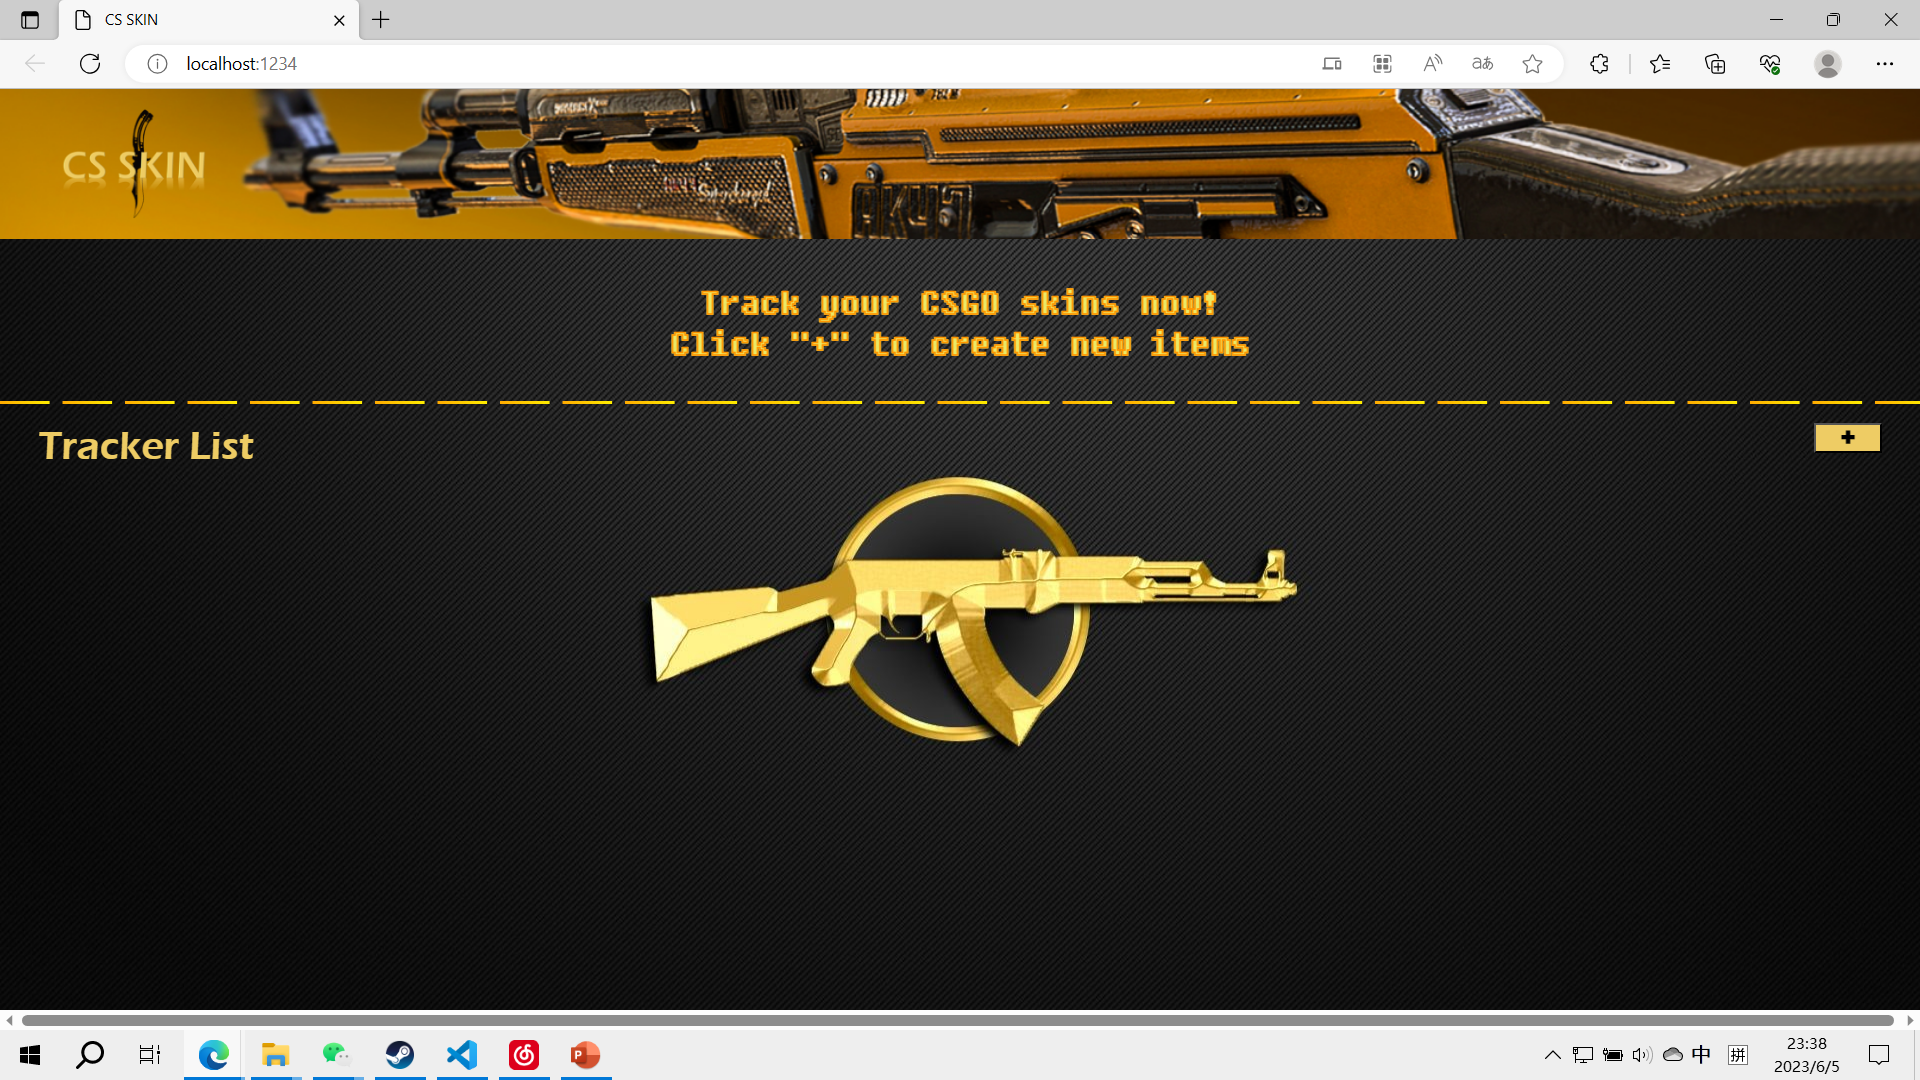 CS SKIN
localhost:1234
CS SKIN
Track your CSGO skins now!
Click "+" to create new items
Tracker List
+
中
拼
23:38
2023/6/5